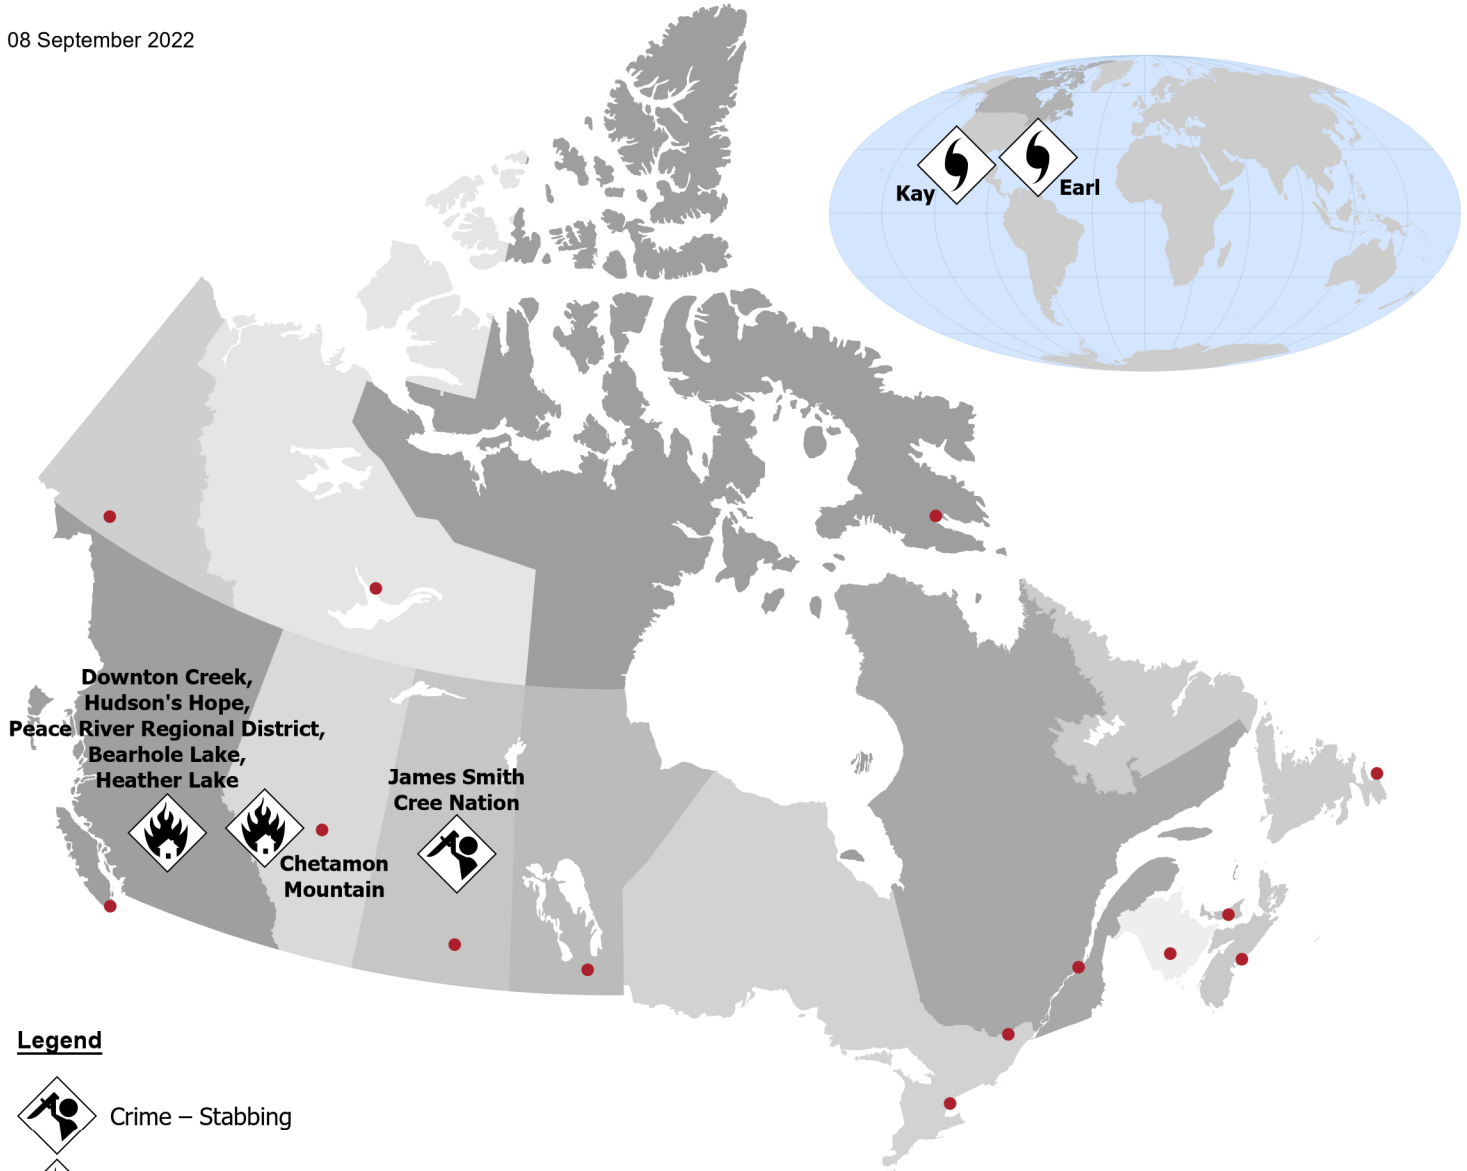 08 September 2022
Kay
Earl
Downton Creek,
Hudson's Hope,
Peace River Regional District,
Bearhole Lake,
Heather Lake
James Smith
Cree Nation
Chetamon
Mountain
Legend
Crime – Stabbing